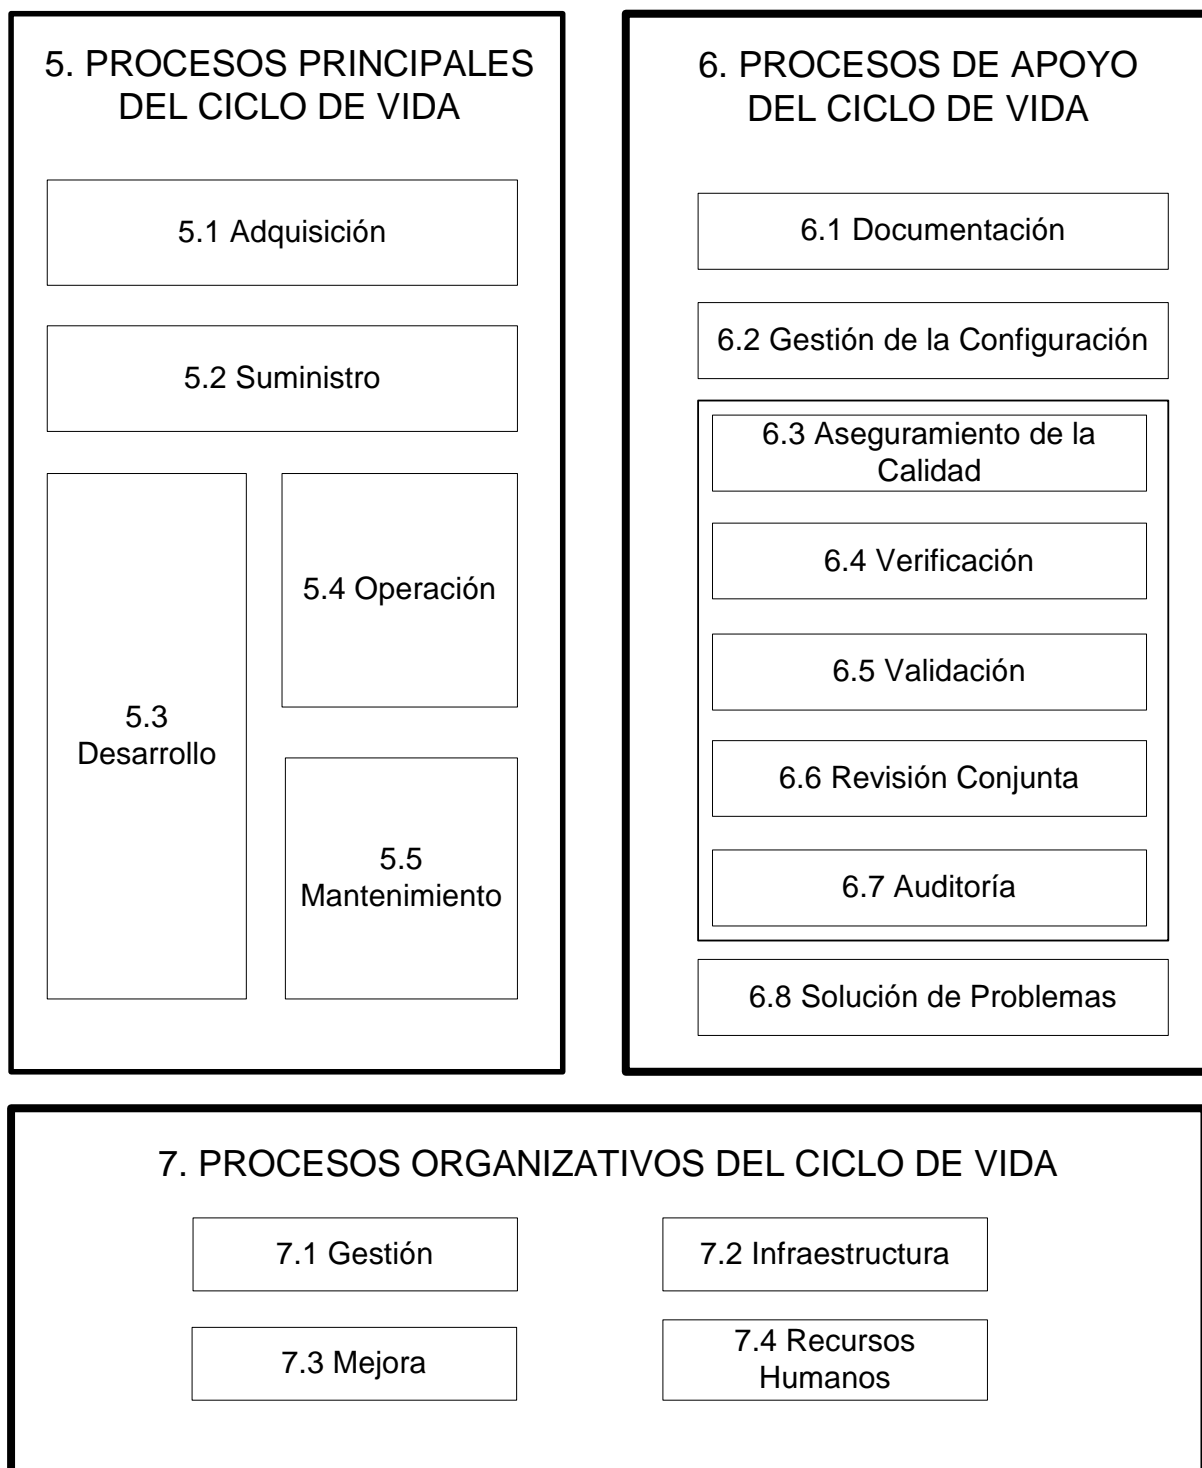 5. PROCESOS PRINCIPALES
DEL CICLO DE VIDA
5.1 Adquisición
5.2 Suministro
5.3
Desarrollo
5.4 Operación
5.5
Mantenimiento
6. PROCESOS DE APOYO
DEL CICLO DE VIDA
6.1 Documentación
6.2 Gestión de la Configuración
6.3 Aseguramiento de la
Calidad
6.4 Verificación
6.5 Validación
6.6 Revisión Conjunta
6.7 Auditoría
6.8 Solución de Problemas
7. PROCESOS ORGANIZATIVOS DEL CICLO DE VIDA
7.1 Gestión
7.2 Infraestructura
7.3 Mejora
7.4 Recursos
Humanos